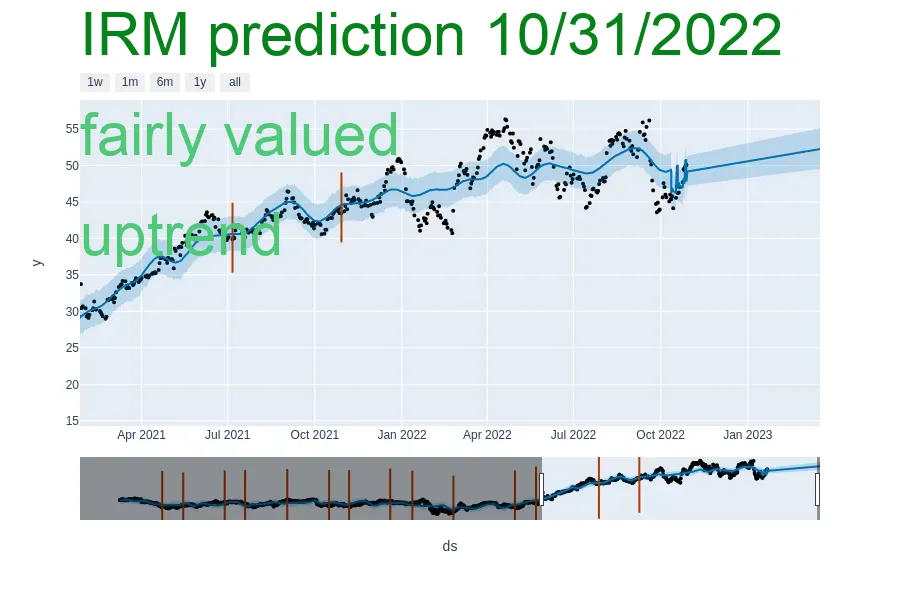 IRM prediction 10/31/2022
1w 1m 6m 1y all
fairly valued
uptrend
55
50
45
40
35
30
25
20
15
y
Apr 2021 Jul 2021 Oct 2021 Jan 2022 Apr 2022 Jul 2022 Oct 2022 Jan 2023
ds